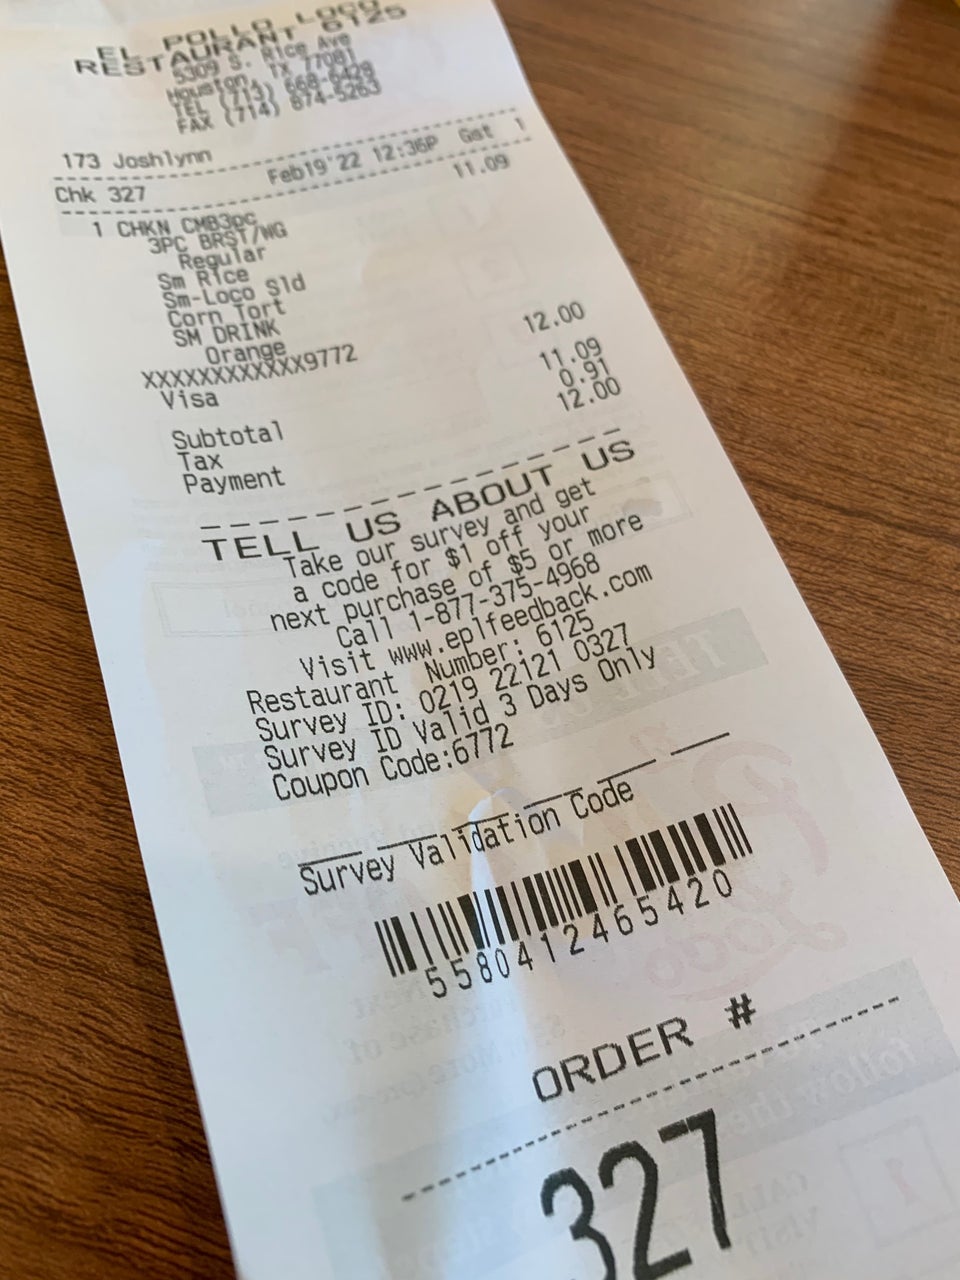 EL POLLO LOCO
RESTAURANT 6125
5309 S. Rice Ave
Houston, TX 77081
TEL (713) 668-6429
FAX (714) 874-5263
173 Joshlynn
Chk 327 Feb19'22 12:36P Gst 1
1 CHKN CMB3pc 11.09
3PC BRST/WG
Regular
Sm Rice
Sm-Loco Sld
Corn Tort
SM DRINK
Orange
XXXXXXXXXXXX9772
Visa 12.00
Subtotal 11.09
Tax 0.91
Payment 12.00
TELL US ABOUT US
Take our survey and get
a code for $1 off your
next purchase of $5 or more
Call 1-877-375-4968
Visit www.eplfeedback.com
Restaurant Number: 6125
Survey ID: 0219 22121 0327
Survey ID Valid 3 Days Only
Coupon Code:6772
Survey Validation Code
5580412465420
ORDER #
327